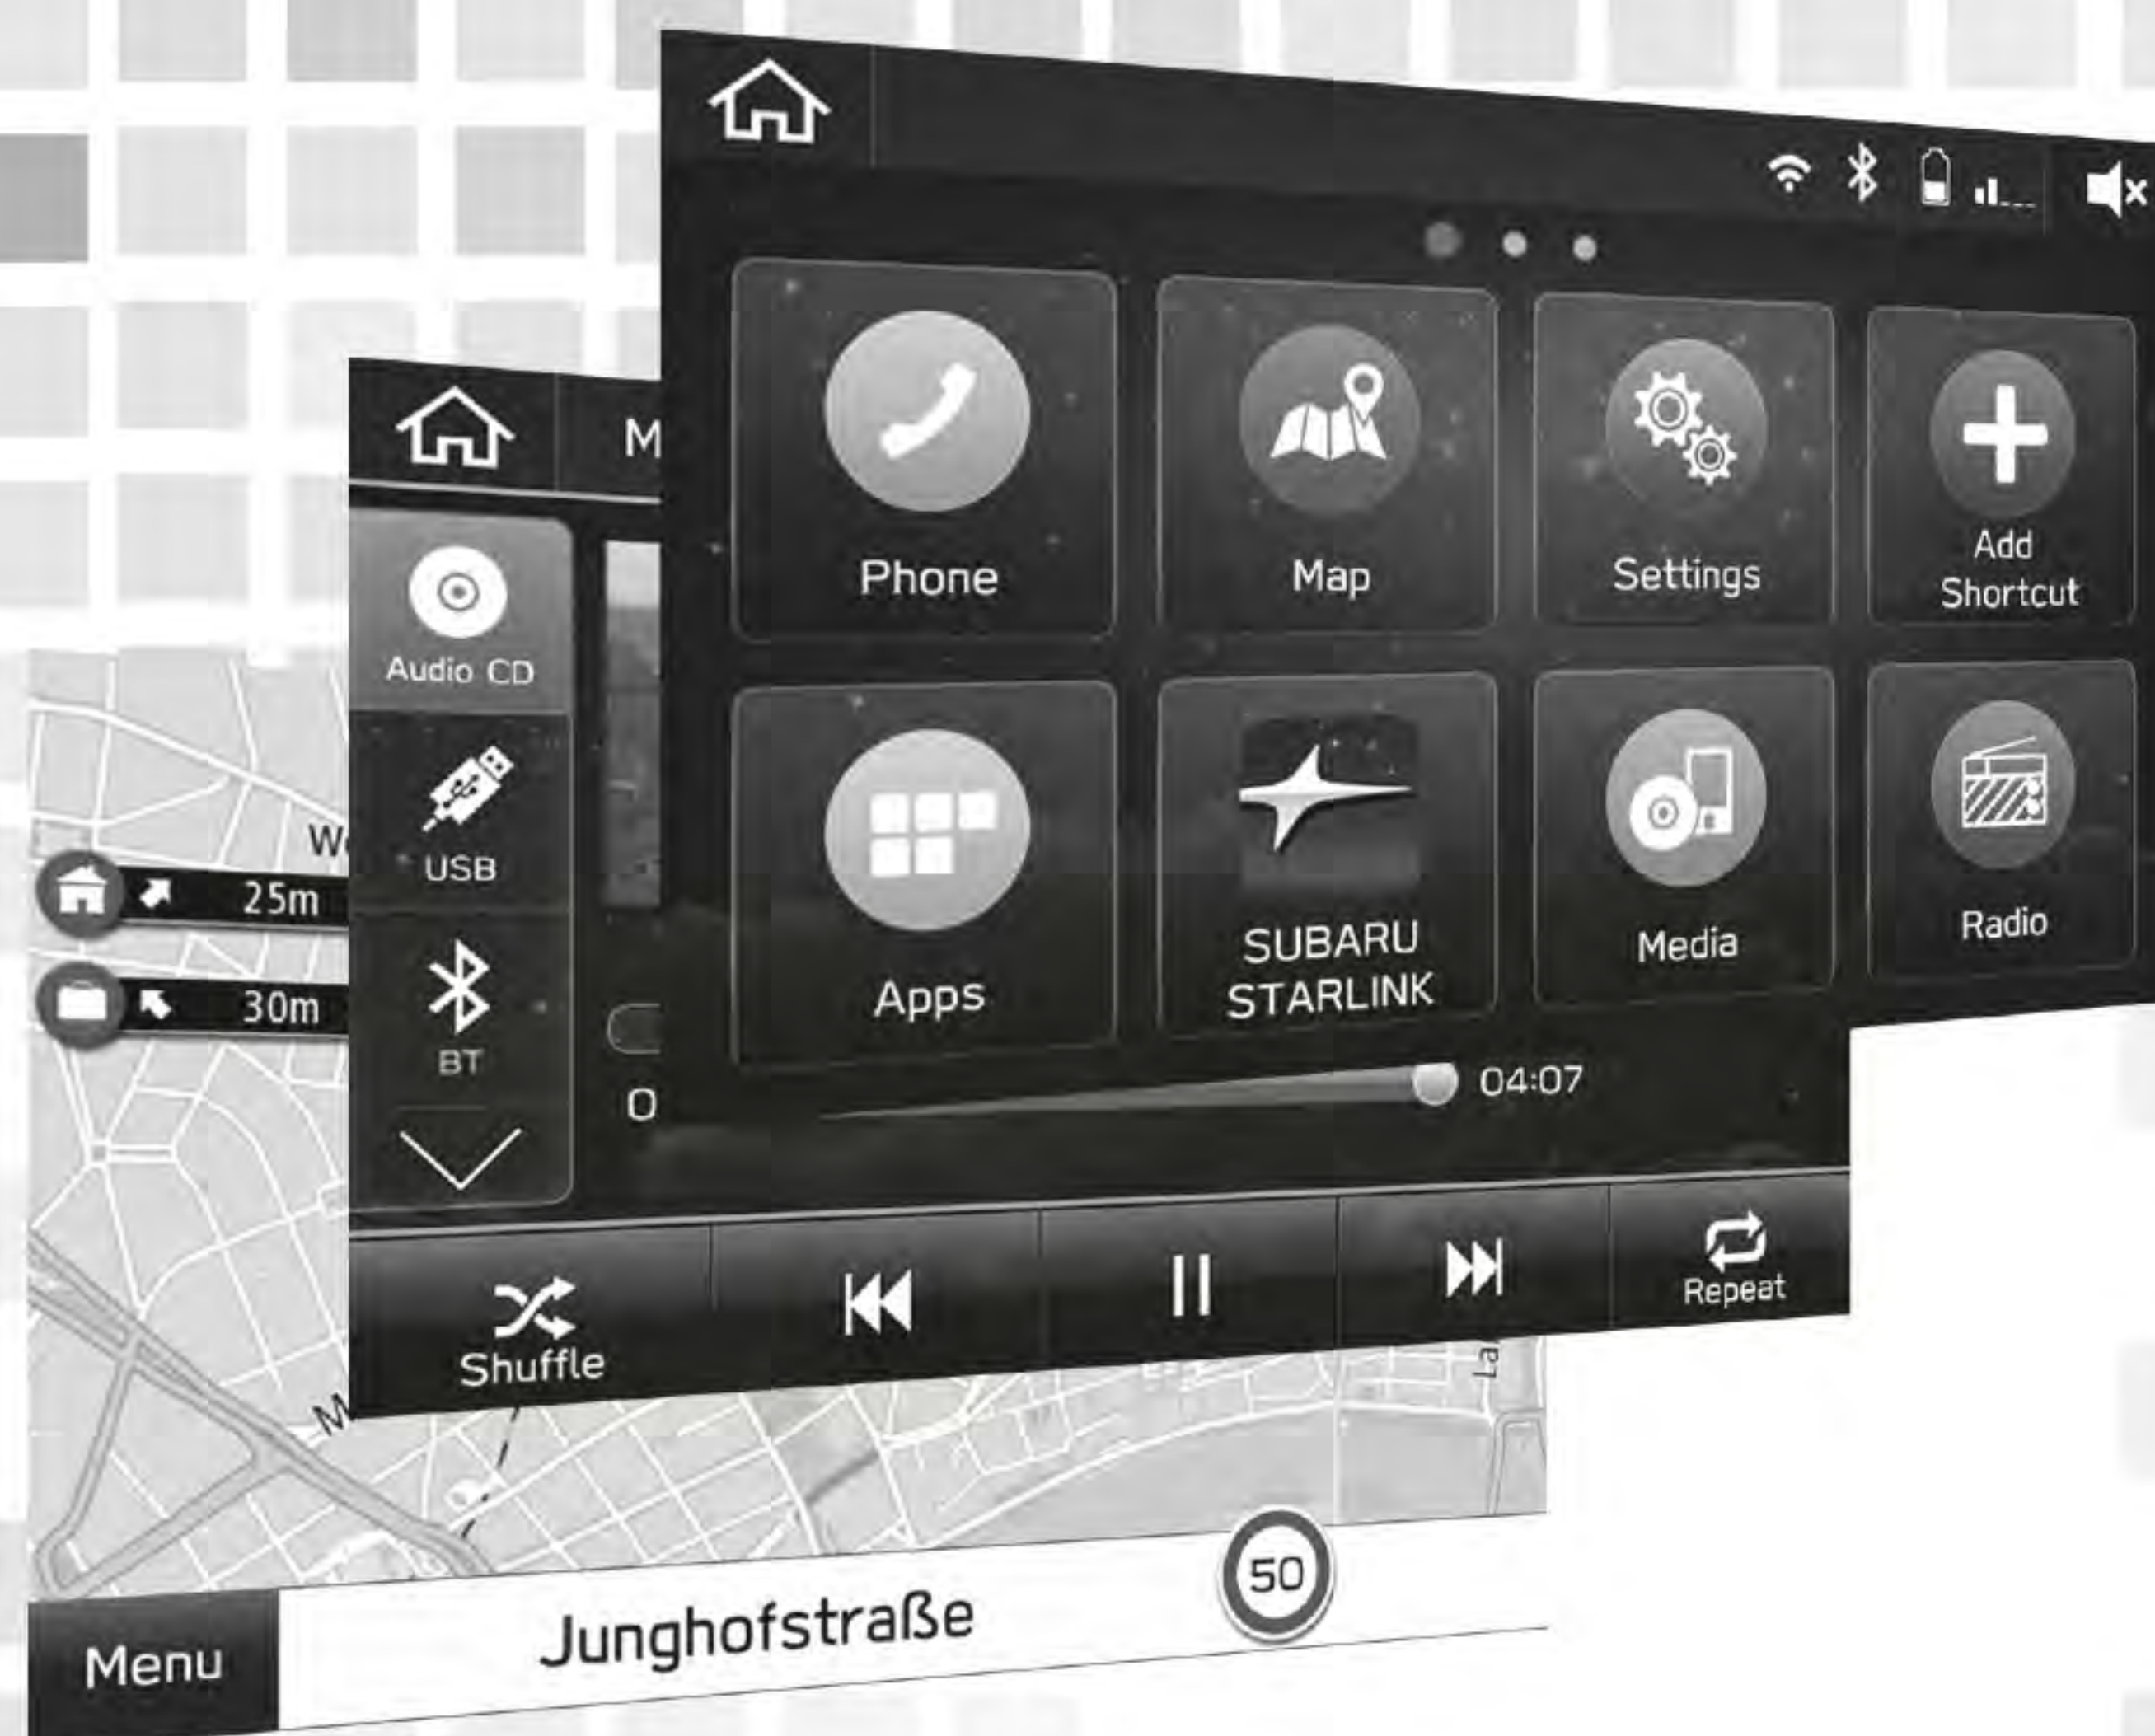 Phone
Map
Settings
Add
Shortcut
Apps
SUBARU
STARLINK
Media
Radio
M
Audio CD
USB
BT
0
04:07
Shuffle
Repeat
25m
30m
Menu
Junghofstraße
50